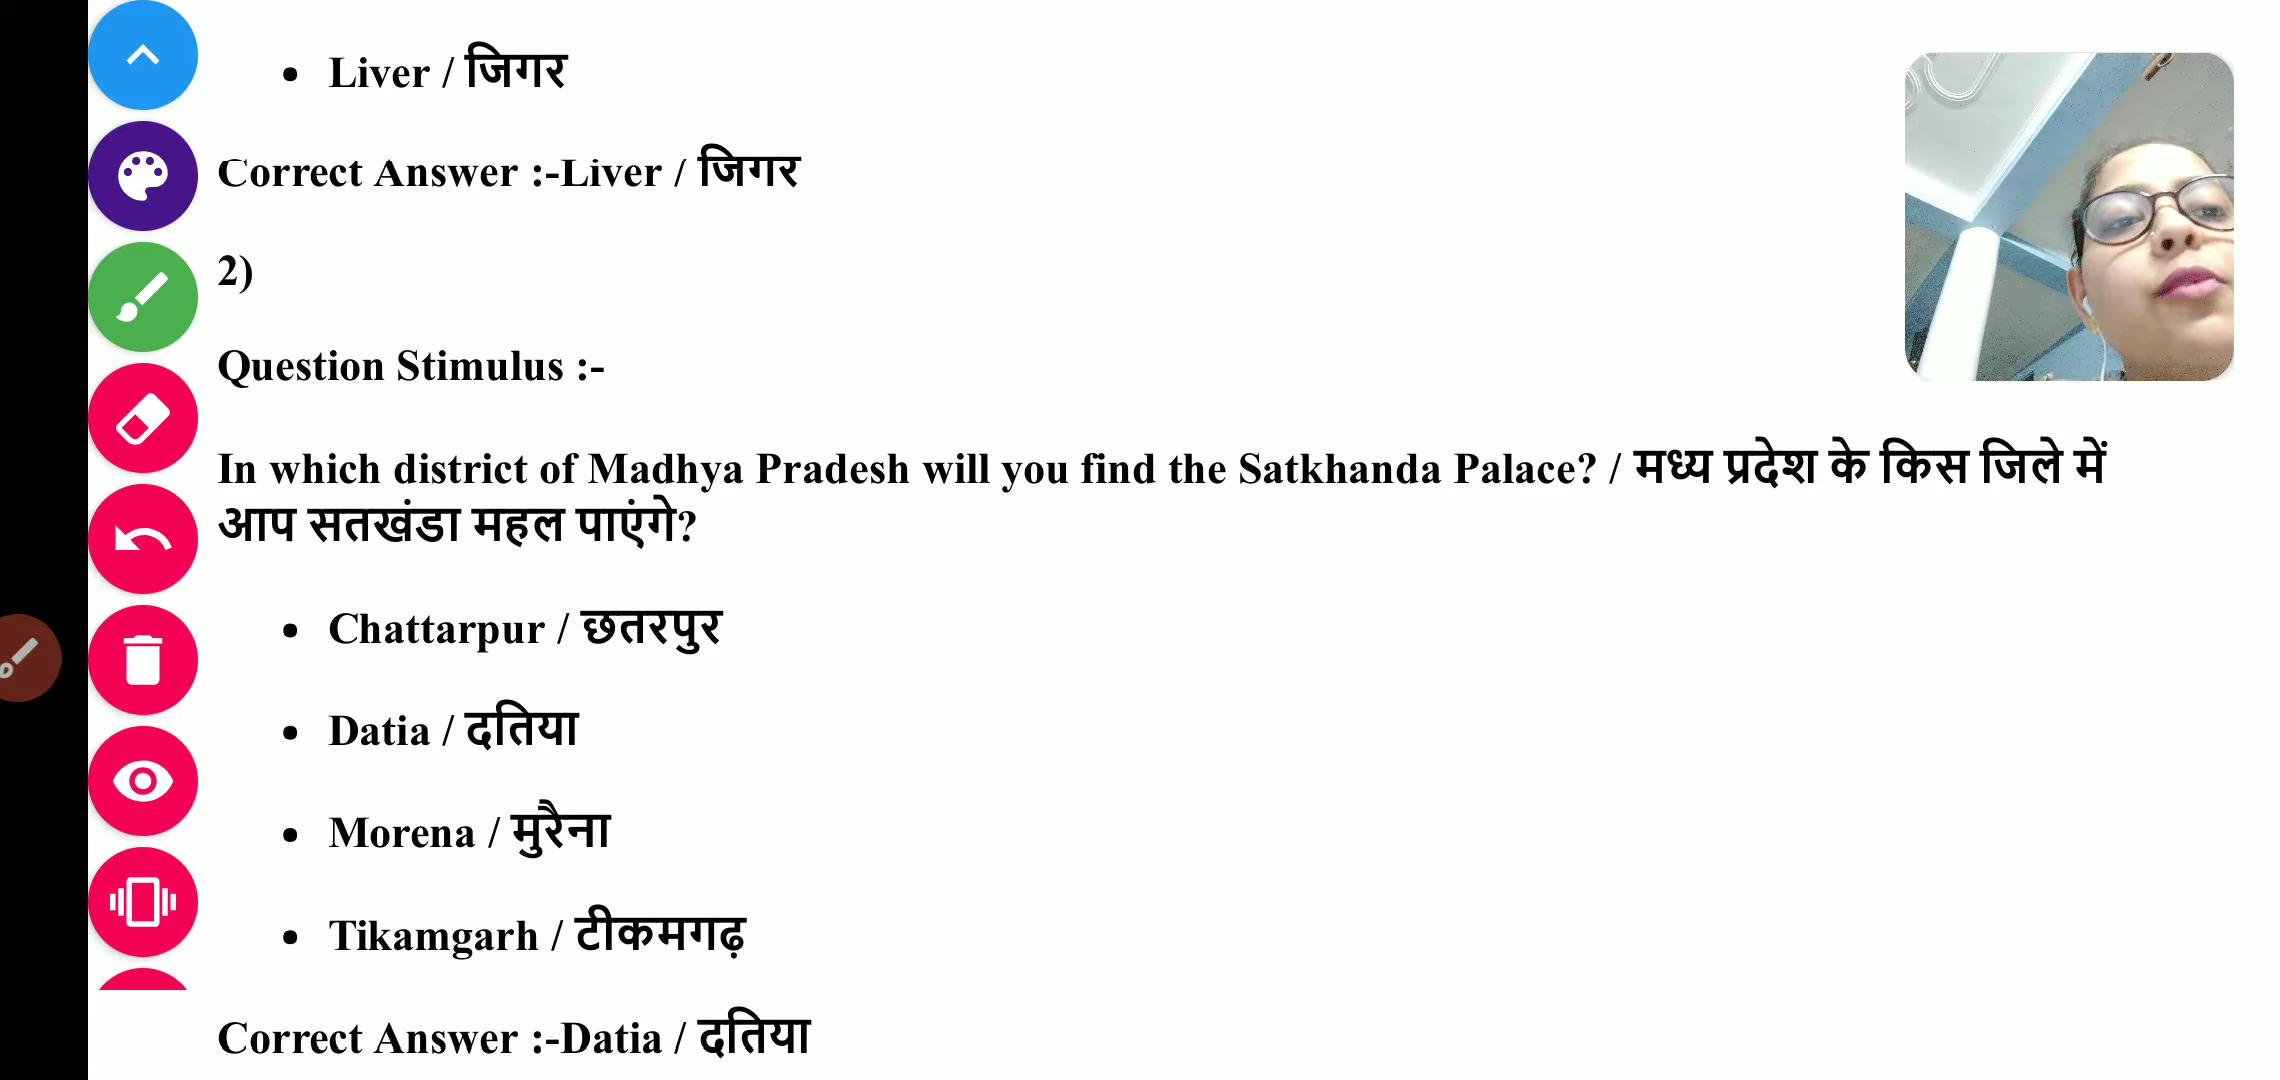 Liver / जिगर
Correct Answer :-Liver / जिगर
2)
Question Stimulus :-
In which district of Madhya Pradesh will you find the Satkhanda Palace? / मध्य प्रदेश के किस जिले में
आप सतखंडा महल पाएंगे?
Chattarpur / छतरपुर
Datia / दतिया
Morena / मुरैना
Tikamgarh / टीकमगढ़
Correct Answer :-Datia / दतिया